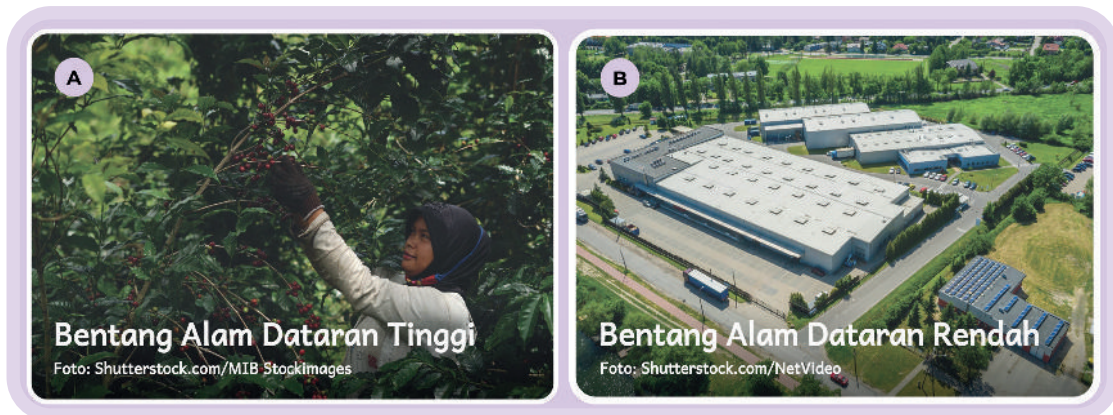 A
Bentang Alam Dataran Tinggi
Foto: Shutterstock.com/MIB Stockimages
B
Bentang Alam Dataran Rendah
Foto: Shutterstock.com/NetVideo